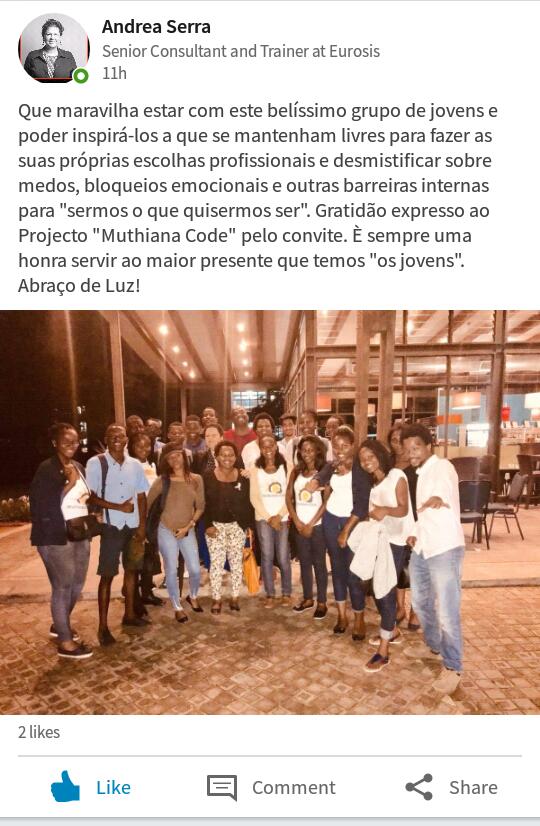 Andrea Serra
Senior Consultant and Trainer at Eurosis
11h
Que maravilha estar com este belíssimo grupo de jovens e
poder inspirá-los a que se mantenham livres para fazer as
suas próprias escolhas profissionais e desmistificar sobre
medos, bloqueios emocionais e outras barreiras internas
para "sermos o que quisermos ser". Gratidão expresso ao
Projecto "Muthiana Code" pelo convite. È sempre uma
honra servir ao maior presente que temos "os jovens".
Abraço de Luz!
2 likes
Like
Comment
Share